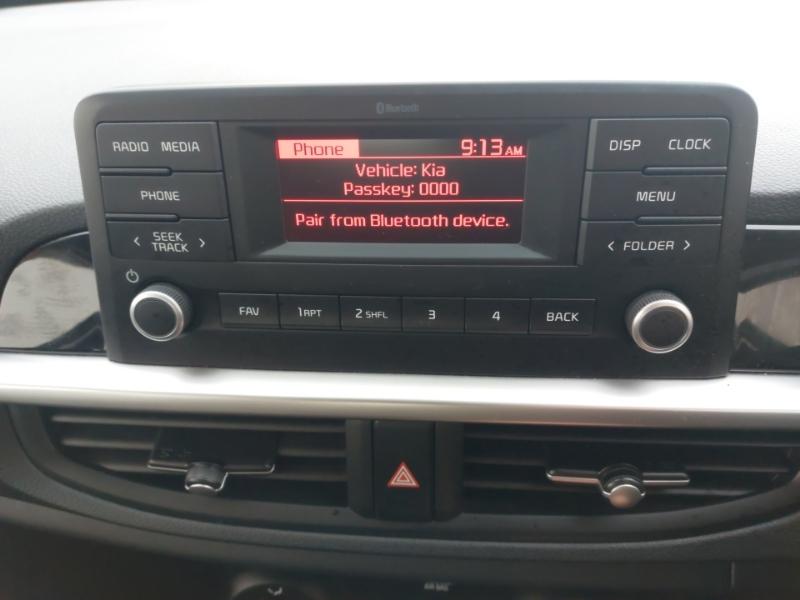 Bluetooth
RADIO MEDIA
PHONE
< SEEK TRACK >
Phone 9:13 AM
Vehicle: Kia
Passkey: 0000
Pair from Bluetooth device.
DISP CLOCK
MENU
< FOLDER >
FAV 1 RPT 2 SHFL 3 4 BACK